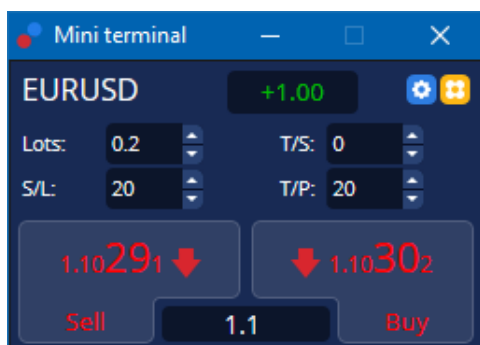 Mini terminal
EURUSD +1.00
Lots: 0.2 T/S: 0
S/L: 20 T/P: 20
1.10291 1.10302
Sell 1.1 Buy